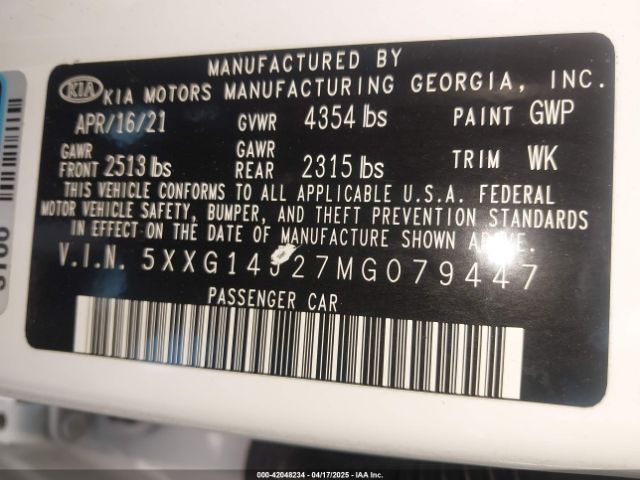 MANUFACTURED BY
KIA KIA MOTORS MANUFACTURING GEORGIA, INC.
APR/16/21 GVWR 4354 lbs PAINT GWP
GAWR FRONT 2513 lbs GAWR REAR 2315 lbs TRIM WK
THIS VEHICLE CONFORMS TO ALL APPLICABLE U.S.A. FEDERAL
MOTOR VEHICLE SAFETY, BUMPER, AND THEFT PREVENTION STANDARDS
IN EFFECT ON THE DATE OF MANUFACTURE SHOWN ABOVE.
V.I.N. 5XXG14J27MG079447
PASSENGER CAR
000-42048234 - 04/17/2025 - IAA Inc.